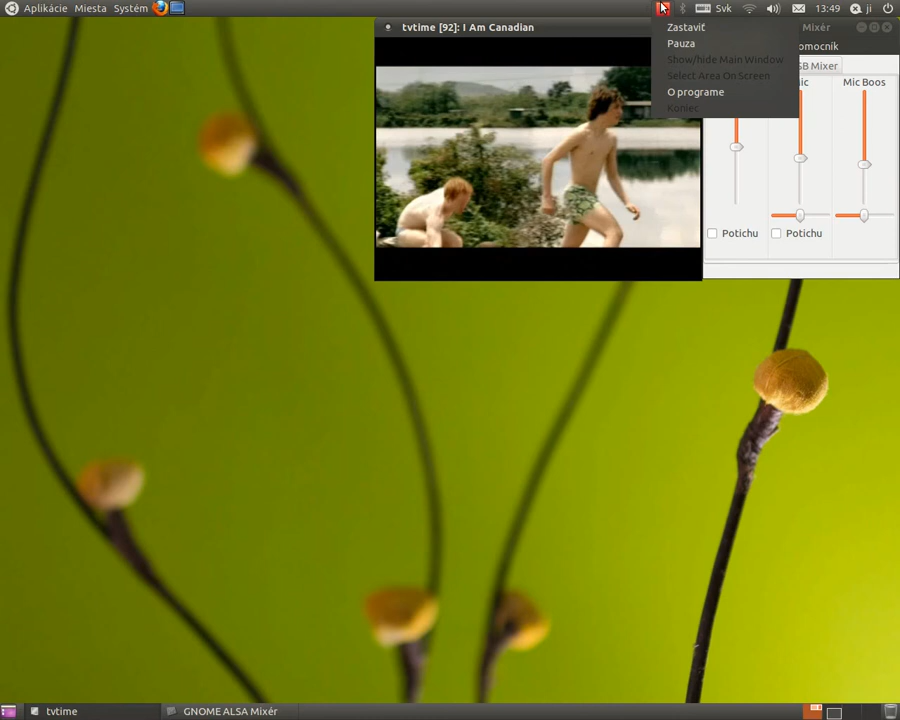 Aplikácie Miesta Systém
Svk 13:49 ji
tvtime [92]: I Am Canadian
Mixér
Zastaviť
Pauza
Show/hide Main Window
Select Area On Screen
O programe
Koniec
omocník
SB Mixer
ic
Mic Boos
Potichu
Potichu
tvtime
GNOME ALSA Mixér